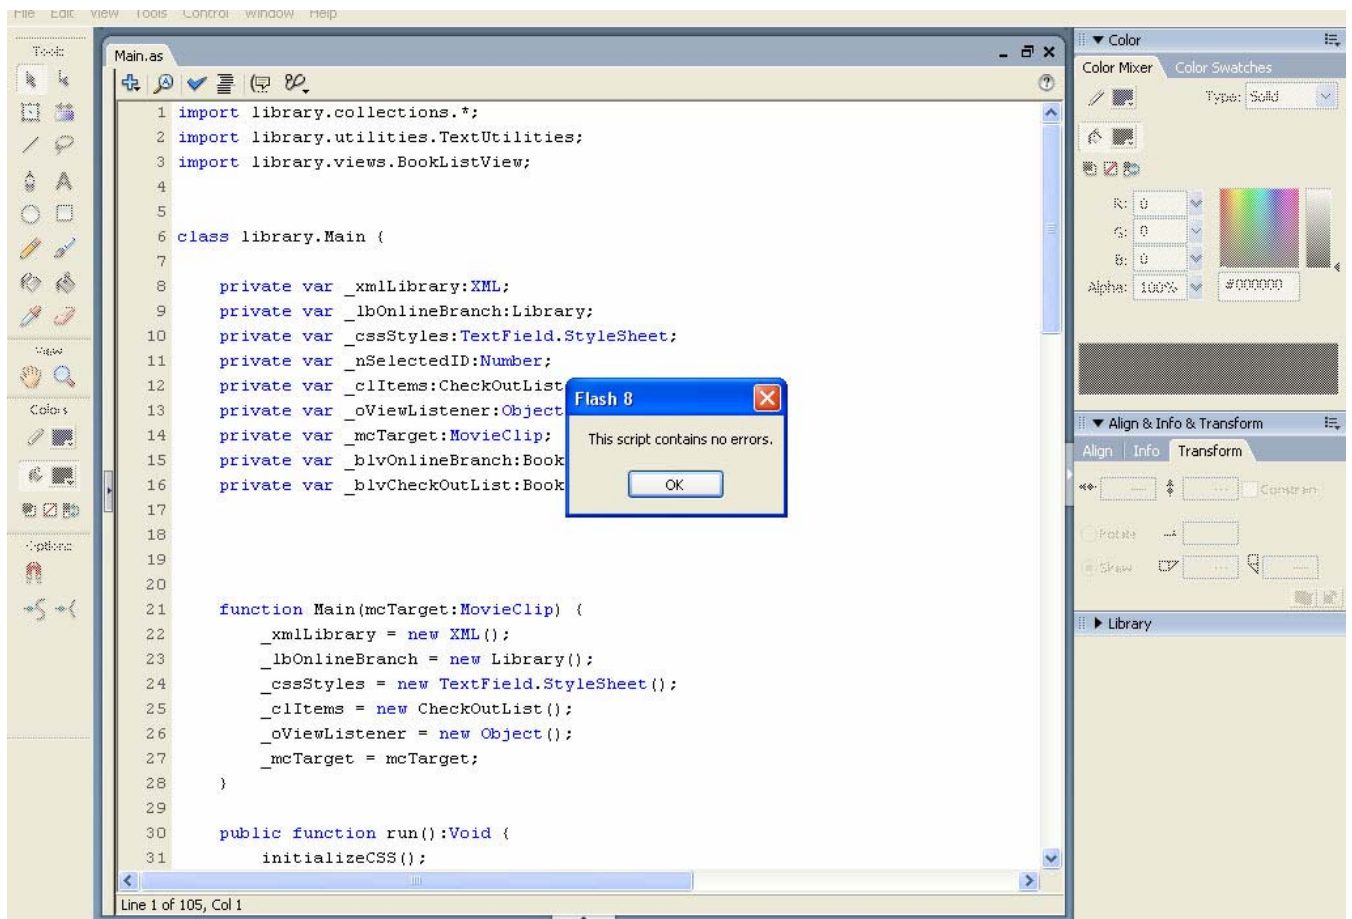 File Edit View Tools Control Window Help
Tools
View
Colors
Options
Main.as
1 import library.collections.*;
2 import library.utilities.TextUtilities;
3 import library.views.BookListView;
4
5
6 class library.Main {
7
8 private var _xmlLibrary:XML;
9 private var _lbOnlineBranch:Library;
10 private var _cssStyles:TextField.StyleSheet;
11 private var _nSelectedID:Number;
12 private var _clItems:CheckOutList
13 private var _oViewListener:Object
14 private var _mcTarget:MovieClip;
15 private var _blvOnlineBranch:Book
16 private var _blvCheckOutList:Book
17
18
19
20
21 function Main(mcTarget:MovieClip) {
22 _xmlLibrary = new XML();
23 _lbOnlineBranch = new Library();
24 _cssStyles = new TextField.StyleSheet();
25 _clItems = new CheckOutList();
26 _oViewListener = new Object();
27 _mcTarget = mcTarget;
28 }
29
30 public function run():Void {
31 initializeCSS();
Line 1 of 105, Col 1
Flash 8
This script contains no errors.
OK
Color
Color Mixer Color Swatches
Type: Solid
R: 0
G: 0
B: 0
Alpha: 100% #000000
Align & Info & Transform
Align Info Transform
Constrain
Rotate
Skew
Library